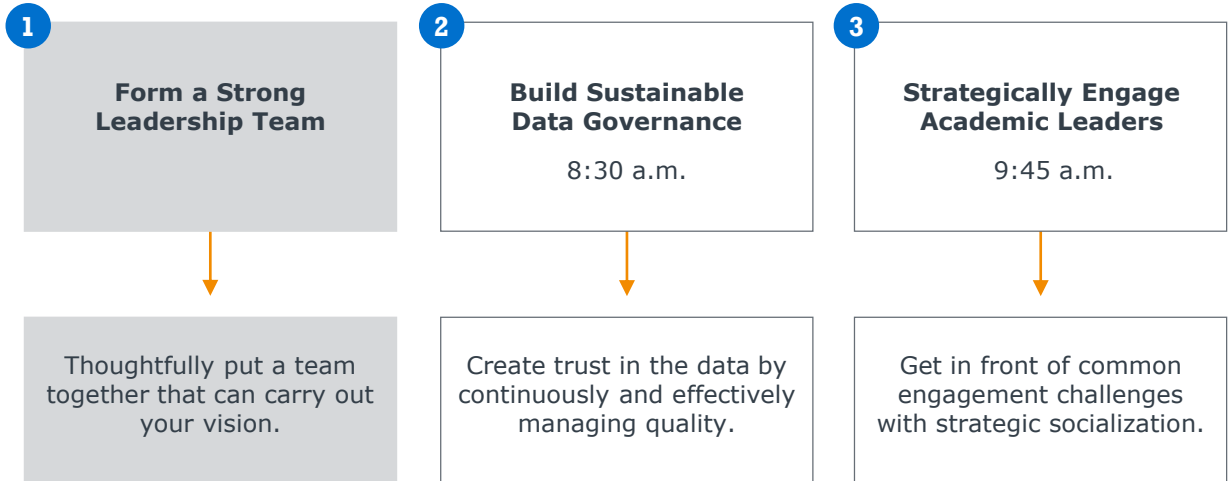 1
Form a Strong
Leadership Team
Thoughtfully put a team
together that can carry out
your vision.
2
Build Sustainable
Data Governance
8:30 a.m.
Create trust in the data by
continuously and effectively
managing quality.
3
Strategically Engage
Academic Leaders
9:45 a.m.
Get in front of common
engagement challenges
with strategic socialization.